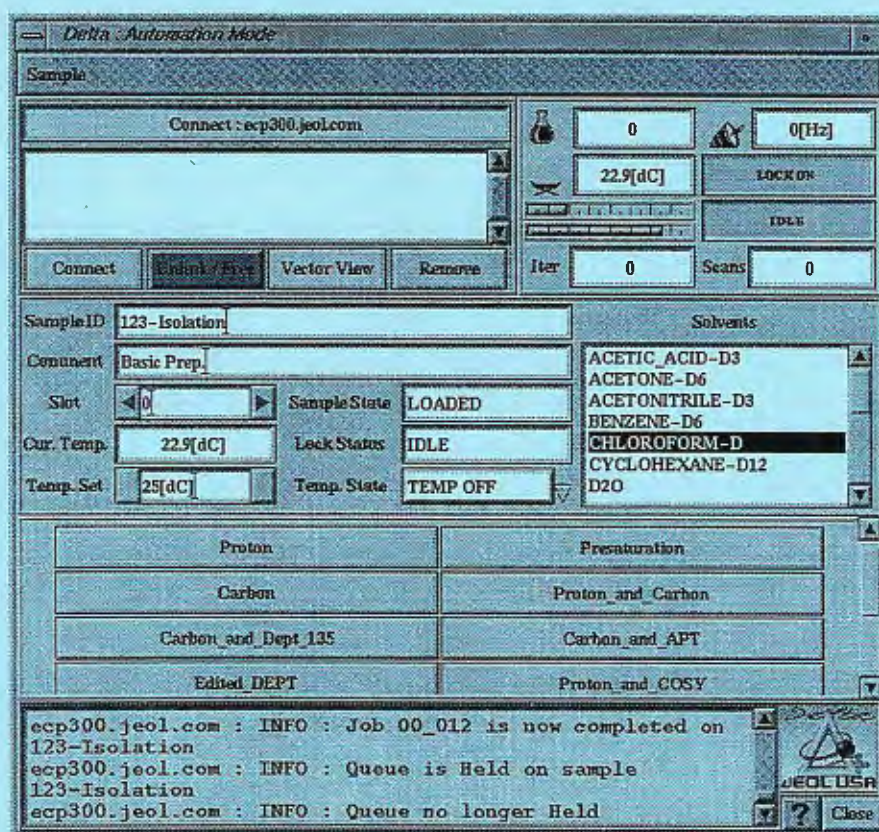 Delta : Automation Mode
Sample
Connect : ecp300.jeol.com
0
0[Hz]
22.9[dC]
LOCK ON
IDLE
Connect
Unlink / Free
Vector View
Remove
Iter
0
Scans
0
Sample ID
123-Isolation
Solvents
Comment
Basic Prep.
Slot
0
Sample State
LOADED
Cur. Temp.
22.9[dC]
Lock Status
IDLE
Temp. Set
25[dC]
Temp. State
TEMP OFF
ACETIC_ACID-D3
ACETONE-D6
ACETONITRILE-D3
BENZENE-D6
CHLOROFORM-D
CYCLOHEXANE-D12
D2O
Proton
Presaturation
Carbon
Proton_and_Carbon
Carbon_and_Dept_135
Carbon_and_APT
Edited_DEPT
Proton_and_COSY
ecp300.jeol.com : INFO : Job 00_012 is now completed on
123-Isolation
ecp300.jeol.com : INFO : Queue is Held on sample
123-Isolation
ecp300.jeol.com : INFO : Queue no longer Held
Delta
JEOL USA
?
Close